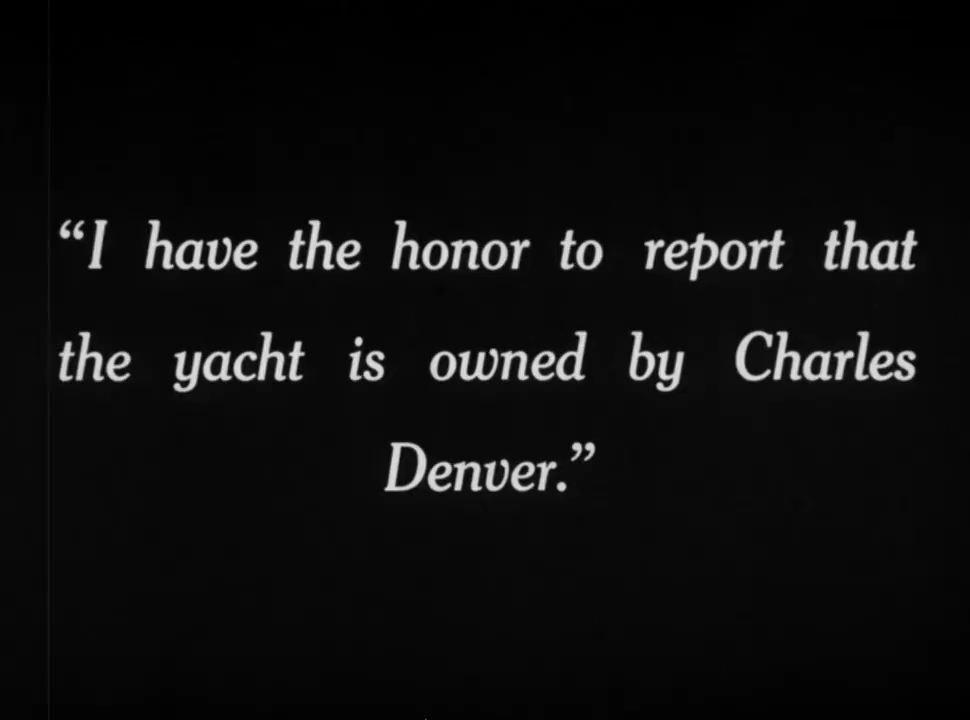 “I have the honor to report that
the yacht is owned by Charles
Denver.”